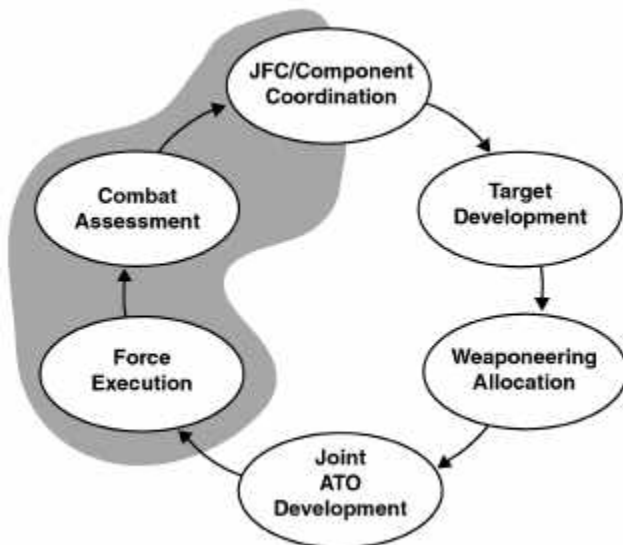 JFC/Component
Coordination
Target
Development
Weaponeering
Allocation
Joint
ATO
Development
Force
Execution
Combat
Assessment